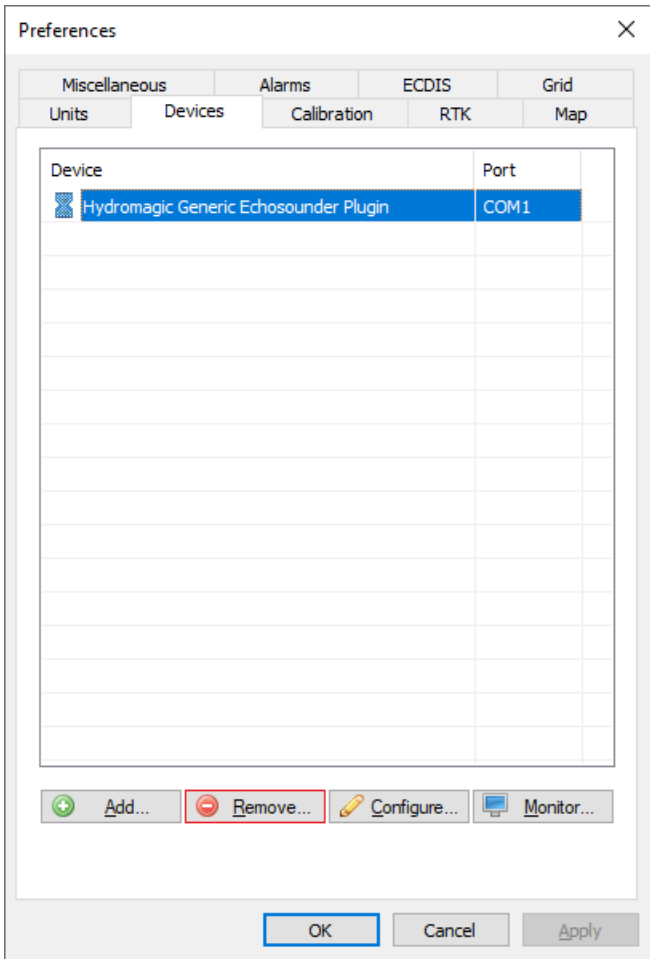 Preferences
Miscellaneous Alarms ECDIS Grid
Units Devices Calibration RTK Map
Device Port
Hydromagic Generic Echosounder Plugin COM1
Add... Remove... Configure... Monitor...
OK Cancel Apply